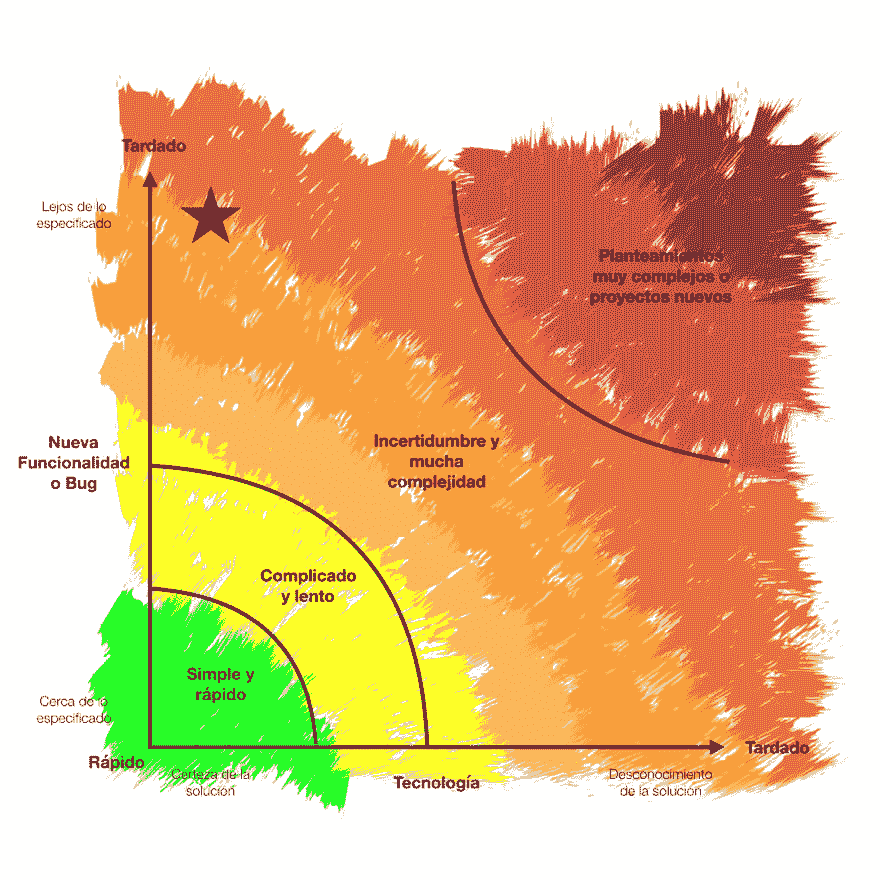 Tardado
Lejos de lo
especificado
Planteamientos
muy complejos o
proyectos nuevos
Nueva
Funcionalidad
o Bug
Incertidumbre y
mucha
complejidad
Complicado
y lento
Simple y
rápido
Cerca de lo
especificado
Rápido
Certeza de la
solución
Tecnología
Desconocimiento
de la solución
Tardado